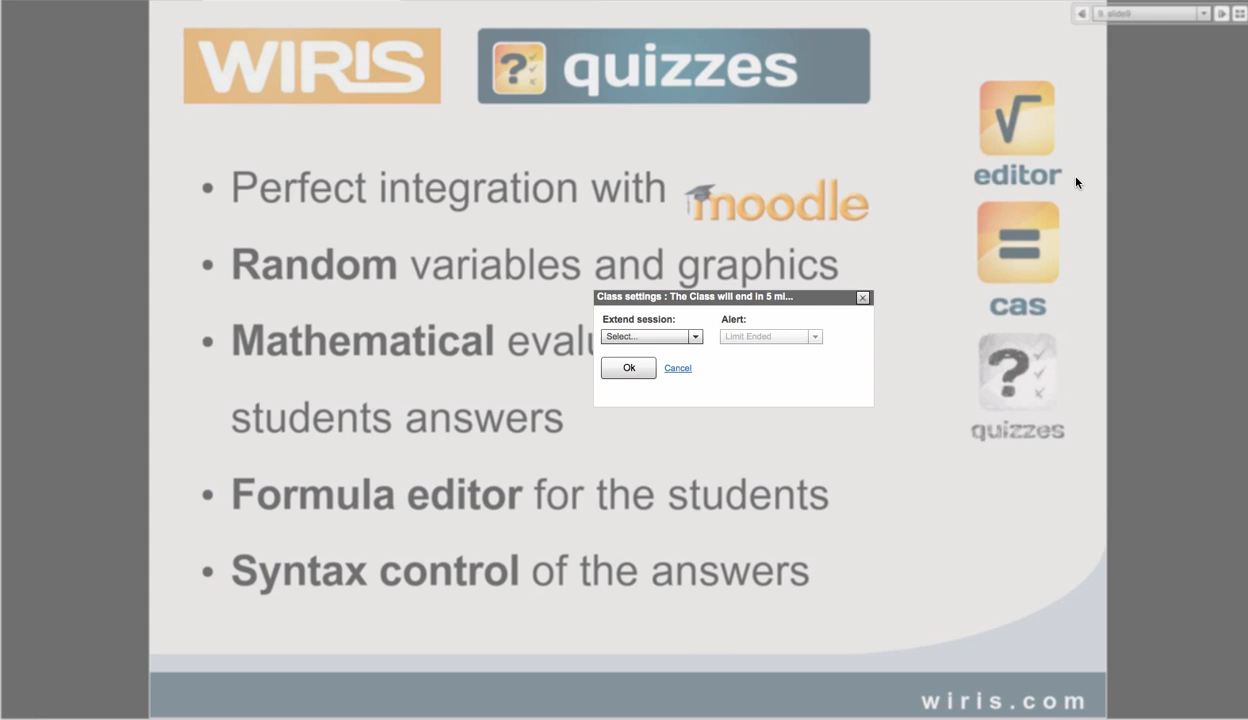 9. slide9
WIRIS
? quizzes
editor
• Perfect integration with moodle
• Random variables and graphics
cas
Class settings : The Class will end in 5 mi...
Extend session: Alert:
Select... Limit Ended
Ok Cancel
• Mathematical
students answers
quizzes
• Formula editor for the students
• Syntax control of the answers
wiris.com